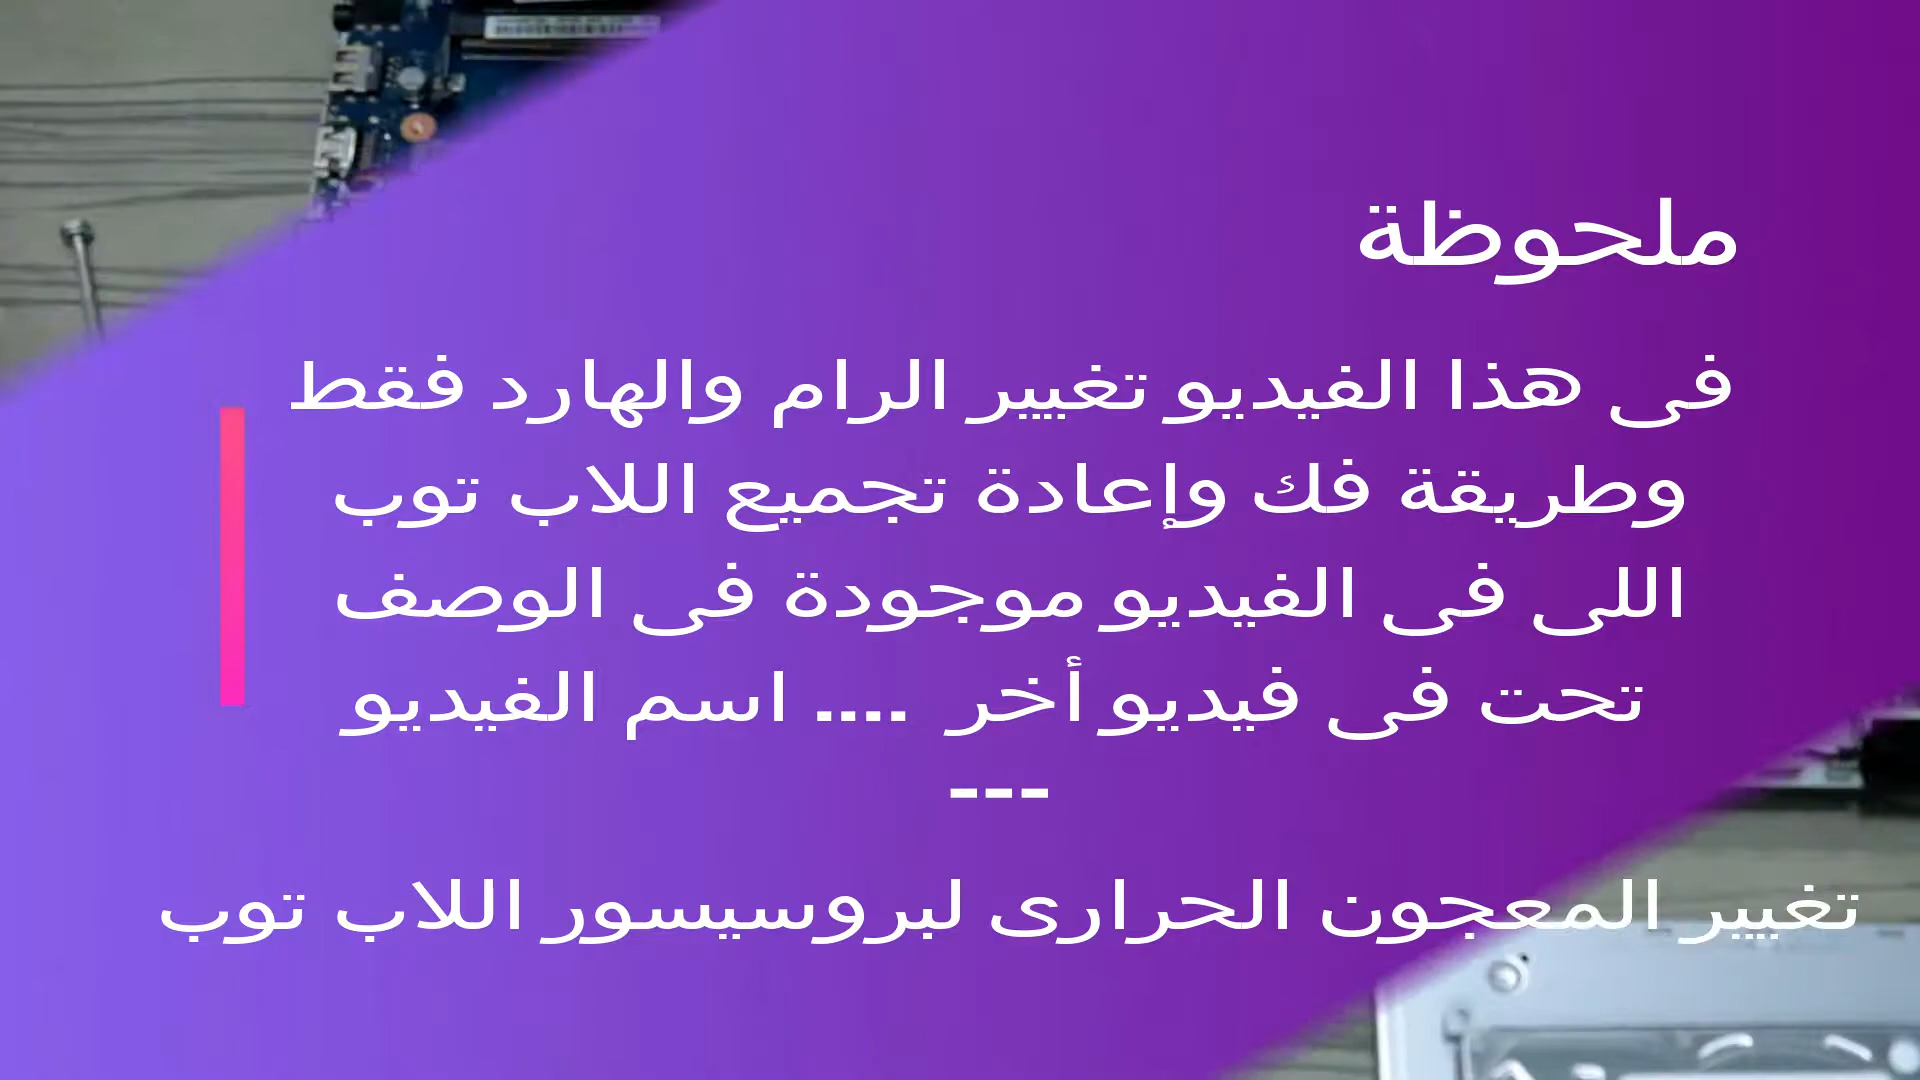 ملحوظة
فى هذا الفيديو تغيير الرام والهارد فقط
وطريقة فك وإعادة تجميع اللاب توب
اللى فى الفيديو موجودة فى الوصف
تحت فى فيديو أخر .... اسم الفيديو
---
تغيير المعجون الحرارى لبروسيسور اللاب توب